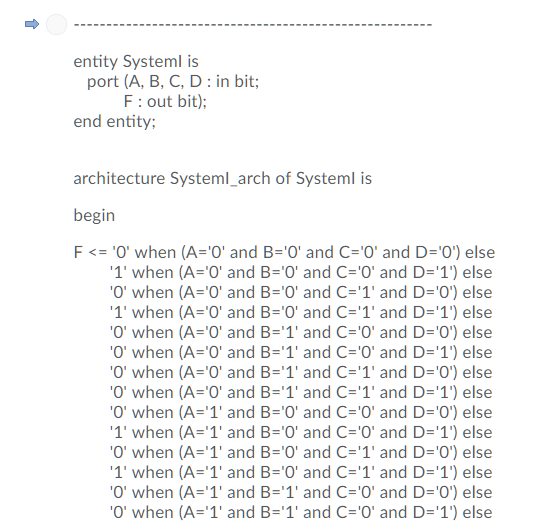 -------------------------------------------------------
entity SystemI is
port (A, B, C, D : in bit;
F : out bit);
end entity;
architecture SystemI_arch of SystemI is
begin
F <= '0' when (A='0' and B='0' and C='0' and D='0') else
'1' when (A='0' and B='0' and C='0' and D='1') else
'0' when (A='0' and B='0' and C='1' and D='0') else
'1' when (A='0' and B='0' and C='1' and D='1') else
'0' when (A='0' and B='1' and C='0' and D='0') else
'0' when (A='0' and B='1' and C='0' and D='1') else
'0' when (A='0' and B='1' and C='1' and D='0') else
'0' when (A='0' and B='1' and C='1' and D='1') else
'0' when (A='1' and B='0' and C='0' and D='0') else
'1' when (A='1' and B='0' and C='0' and D='1') else
'0' when (A='1' and B='0' and C='1' and D='0') else
'1' when (A='1' and B='0' and C='1' and D='1') else
'0' when (A='1' and B='1' and C='0' and D='0') else
'0' when (A='1' and B='1' and C='0' and D='1') else